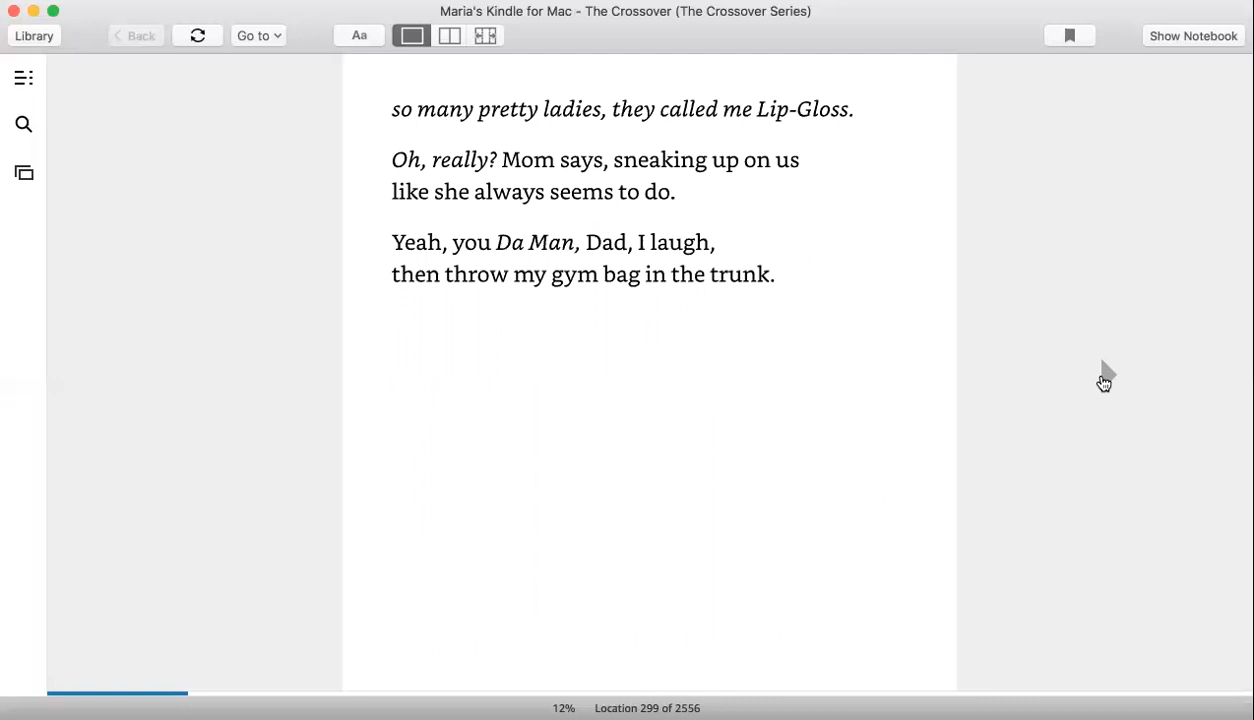 Maria's Kindle for Mac - The Crossover (The Crossover Series)
Library Back Go to Aa Show Notebook
so many pretty ladies, they called me Lip-Gloss.
Oh, really? Mom says, sneaking up on us
like she always seems to do.
Yeah, you Da Man, Dad, I laugh,
then throw my gym bag in the trunk.
12% Location 299 of 2556